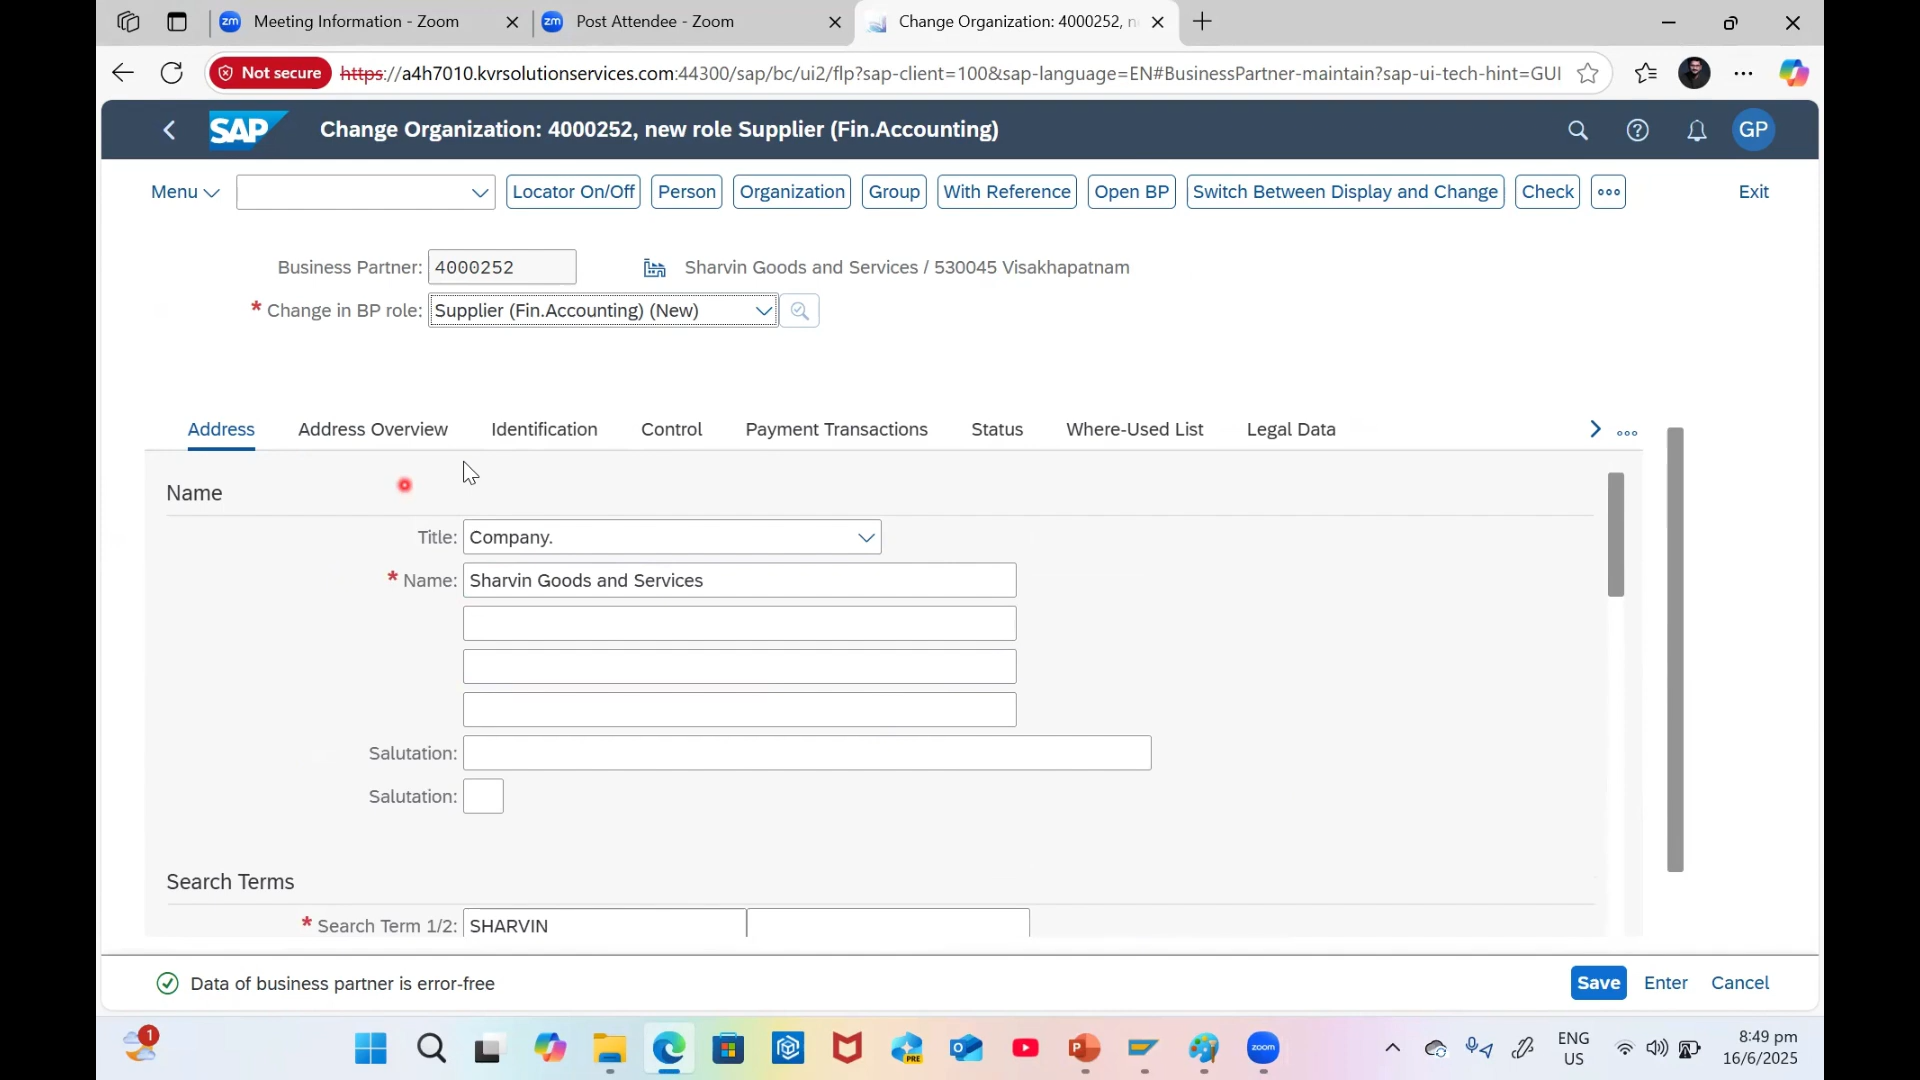 Meeting Information - Zoom
Post Attendee - Zoom
Change Organization: 4000252, n
Not secure https://a4h7010.kvrsolutionservices.com:44300/sap/bc/ui2/flp?sap-client=100&sap-language=EN#BusinessPartner-maintain?sap-ui-tech-hint=GUI
SAP Change Organization: 4000252, new role Supplier (Fin.Accounting) GP
Menu Locator On/Off Person Organization Group With Reference Open BP Switch Between Display and Change Check Exit
Business Partner: 4000252 Sharvin Goods and Services / 530045 Visakhapatnam
* Change in BP role: Supplier (Fin.Accounting) (New)
Address Address Overview Identification Control Payment Transactions Status Where-Used List Legal Data
Name
Title: Company.
* Name: Sharvin Goods and Services
Salutation:
Salutation:
Search Terms
* Search Term 1/2: SHARVIN
Data of business partner is error-free Save Enter Cancel
1
PRE
zoom
ENG
US
8:49 pm
16/6/2025